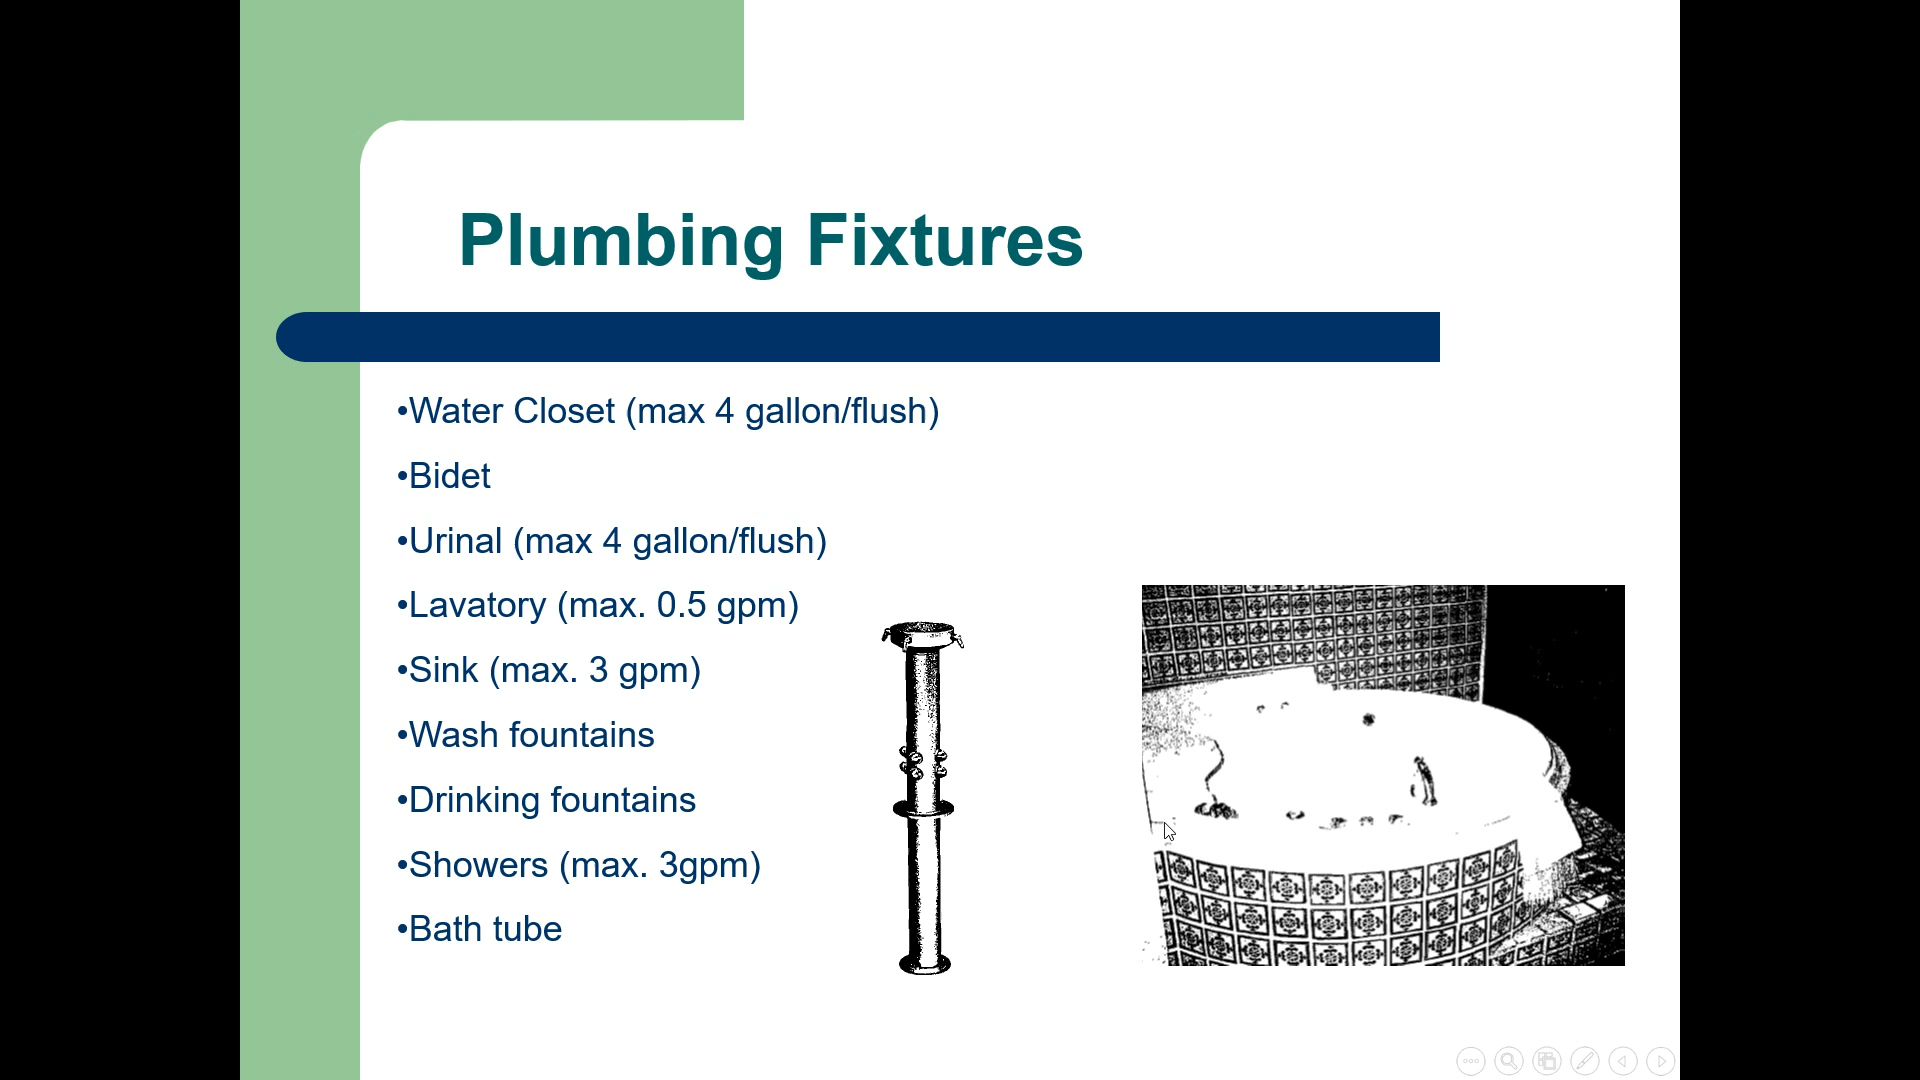 Plumbing Fixtures
•Water Closet (max 4 gallon/flush)
•Bidet
•Urinal (max 4 gallon/flush)
•Lavatory (max. 0.5 gpm)
•Sink (max. 3 gpm)
•Wash fountains
•Drinking fountains
•Showers (max. 3gpm)
•Bath tube